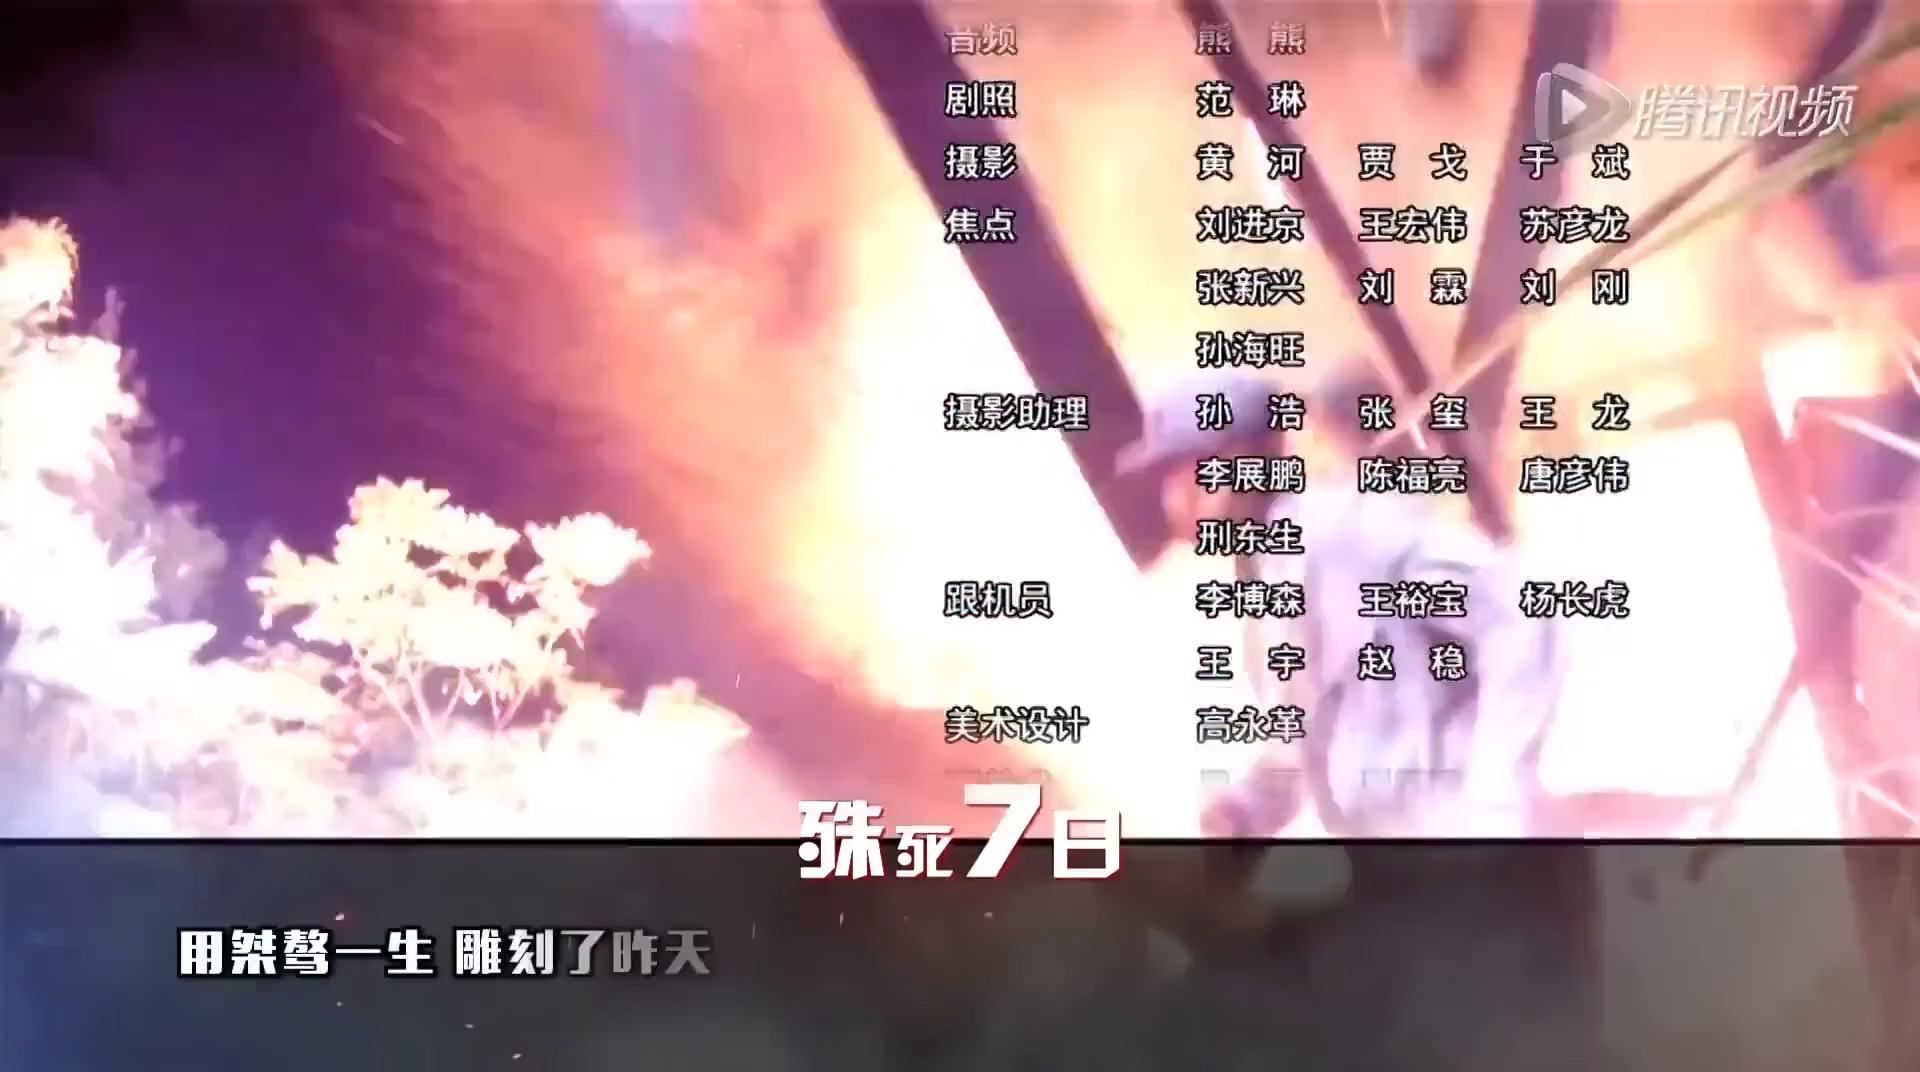 音频 熊 熊
剧照 范 琳
腾讯视频
摄影 黄 河 贾 戈 于 斌
焦点 刘进京 王宏伟 苏彦龙
张新兴 刘 霖 刘 刚
孙海旺
摄影助理 孙 浩 张 玺 王 龙
李展鹏 陈福亮 唐彦伟
刑东生
跟机员 李博森 王裕宝 杨长虎
王 宇 赵 稳
美术设计 高永革
殊死7日
用桀骜一生 雕刻了昨天